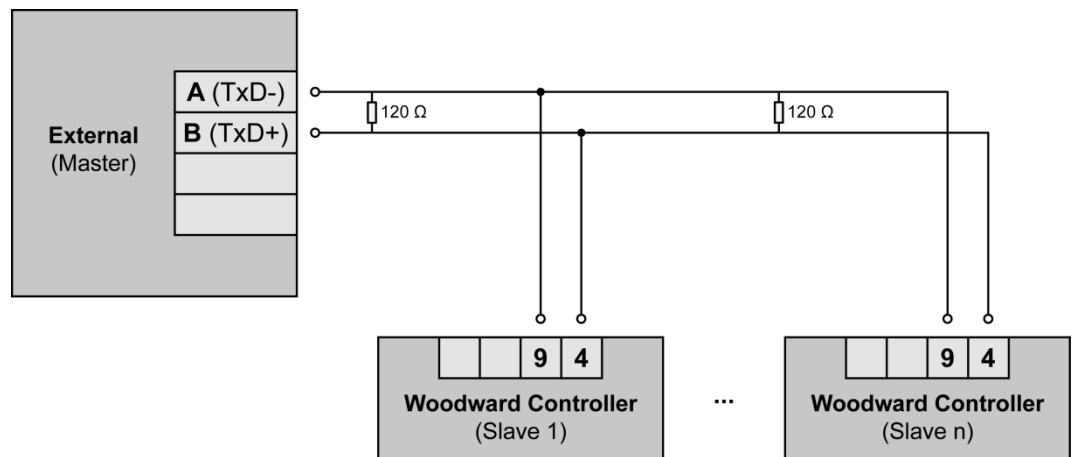 A (TxD-)
120 Ω
120 Ω
External
(Master)
B (TxD+)
9 4
9 4
Woodward Controller
(Slave 1)
...
Woodward Controller
(Slave n)